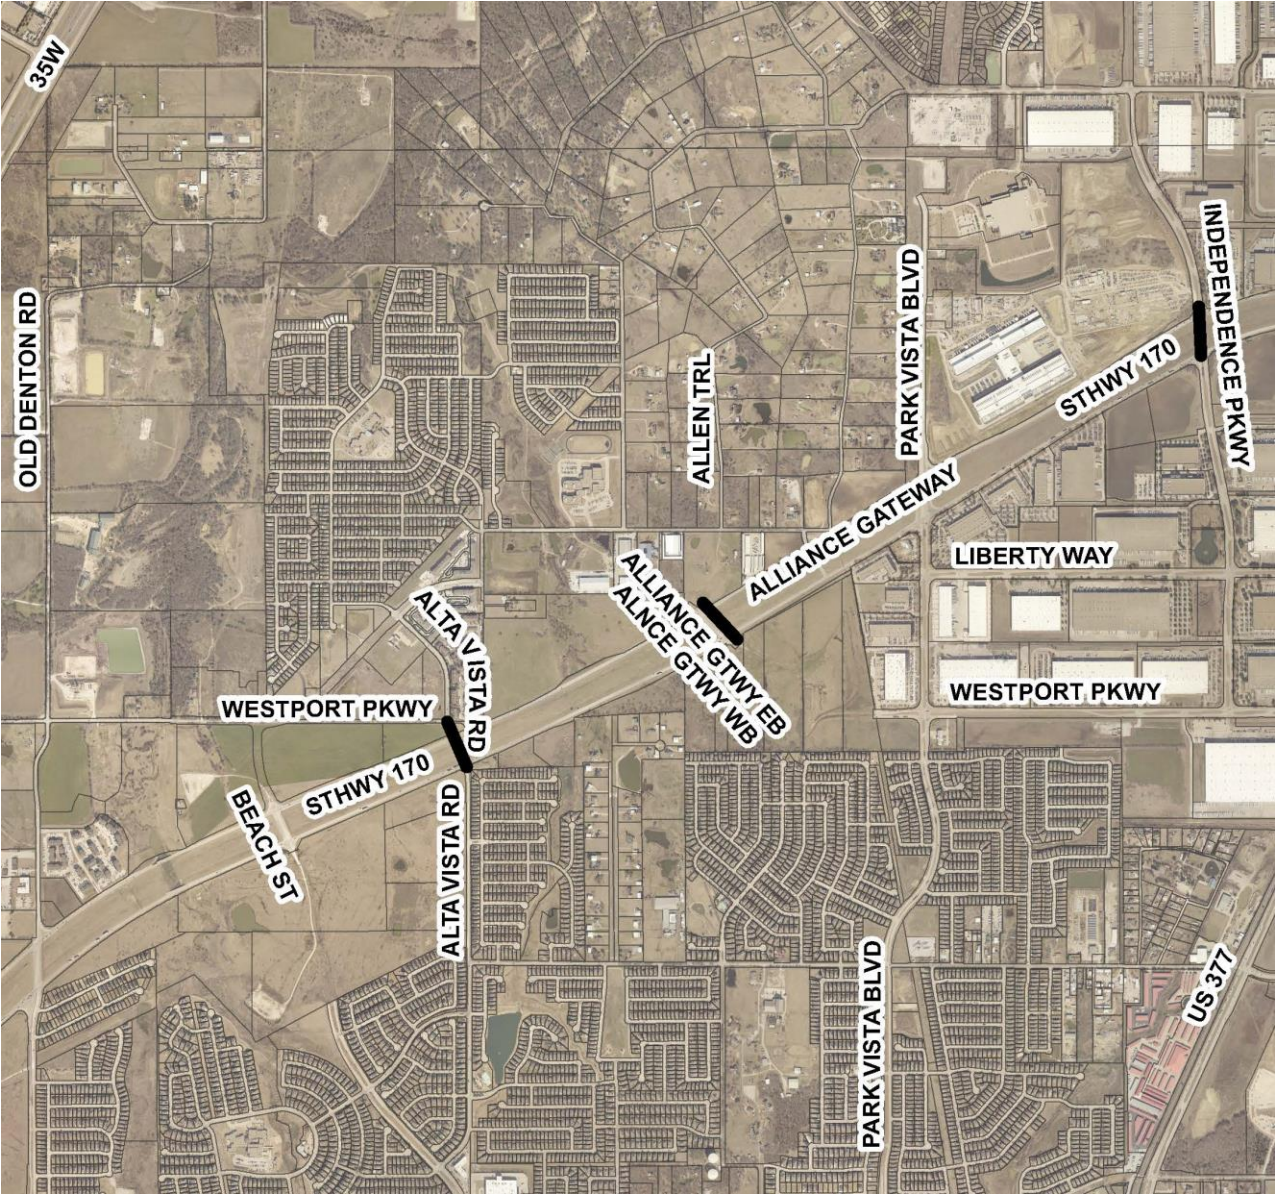 35W
INDEPENDENCE PKWY
PARK VISTA BLVD
OLD DENTON RD
STHWY 170
ALLEN TRL
ALLIANCE GATEWAY
LIBERTY WAY
ALLIANCE GTWY EB
ALNCE GTWY WB
ALTA VISTA RD
WESTPORT PKWY
WESTPORT PKWY
STHWY 170
BEACH ST
ALTA VISTA RD
PARK VISTA BLVD
US 377